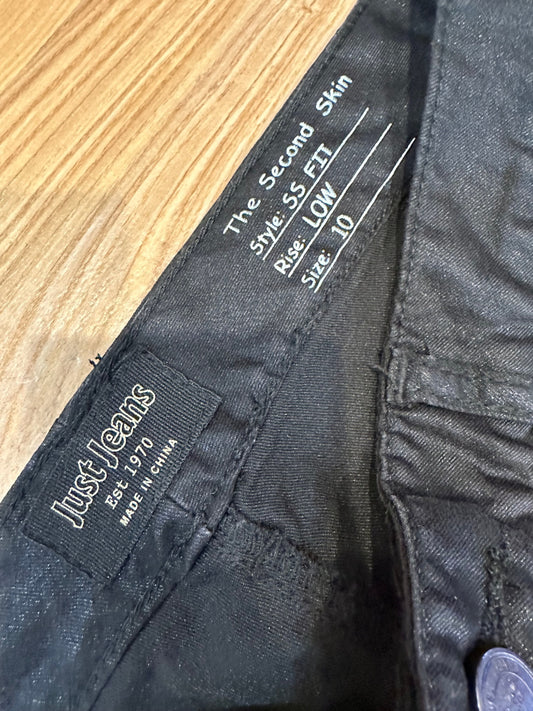 The Second Skin
Style: SS FIT
Rise: LOW
Size: 10
Just Jeans
Est 1970
MADE IN CHINA